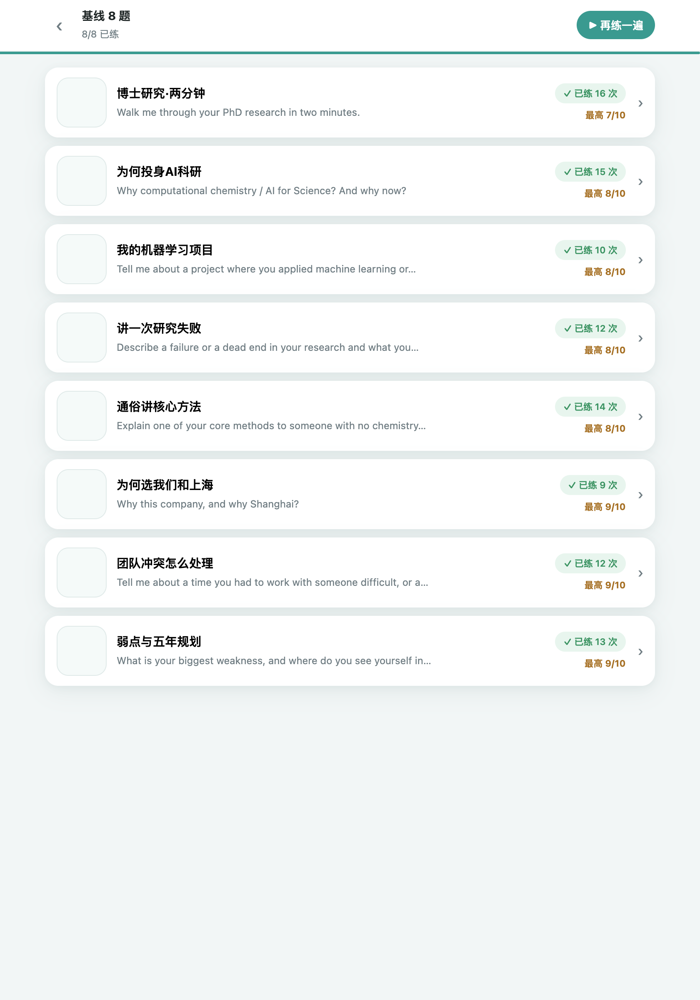 基线 8 题
8/8 已练
再练一遍
博士研究·两分钟
Walk me through your PhD research in two minutes.
✓ 已练 16 次
最高 7/10
为何投身AI科研
Why computational chemistry / AI for Science? And why now?
✓ 已练 15 次
最高 8/10
我的机器学习项目
Tell me about a project where you applied machine learning or...
✓ 已练 10 次
最高 8/10
讲一次研究失败
Describe a failure or a dead end in your research and what you...
✓ 已练 12 次
最高 8/10
通俗讲核心方法
Explain one of your core methods to someone with no chemistry...
✓ 已练 14 次
最高 8/10
为何选我们和上海
Why this company, and why Shanghai?
✓ 已练 9 次
最高 9/10
团队冲突怎么处理
Tell me about a time you had to work with someone difficult, or a...
✓ 已练 12 次
最高 9/10
弱点与五年规划
What is your biggest weakness, and where do you see yourself in...
✓ 已练 13 次
最高 9/10